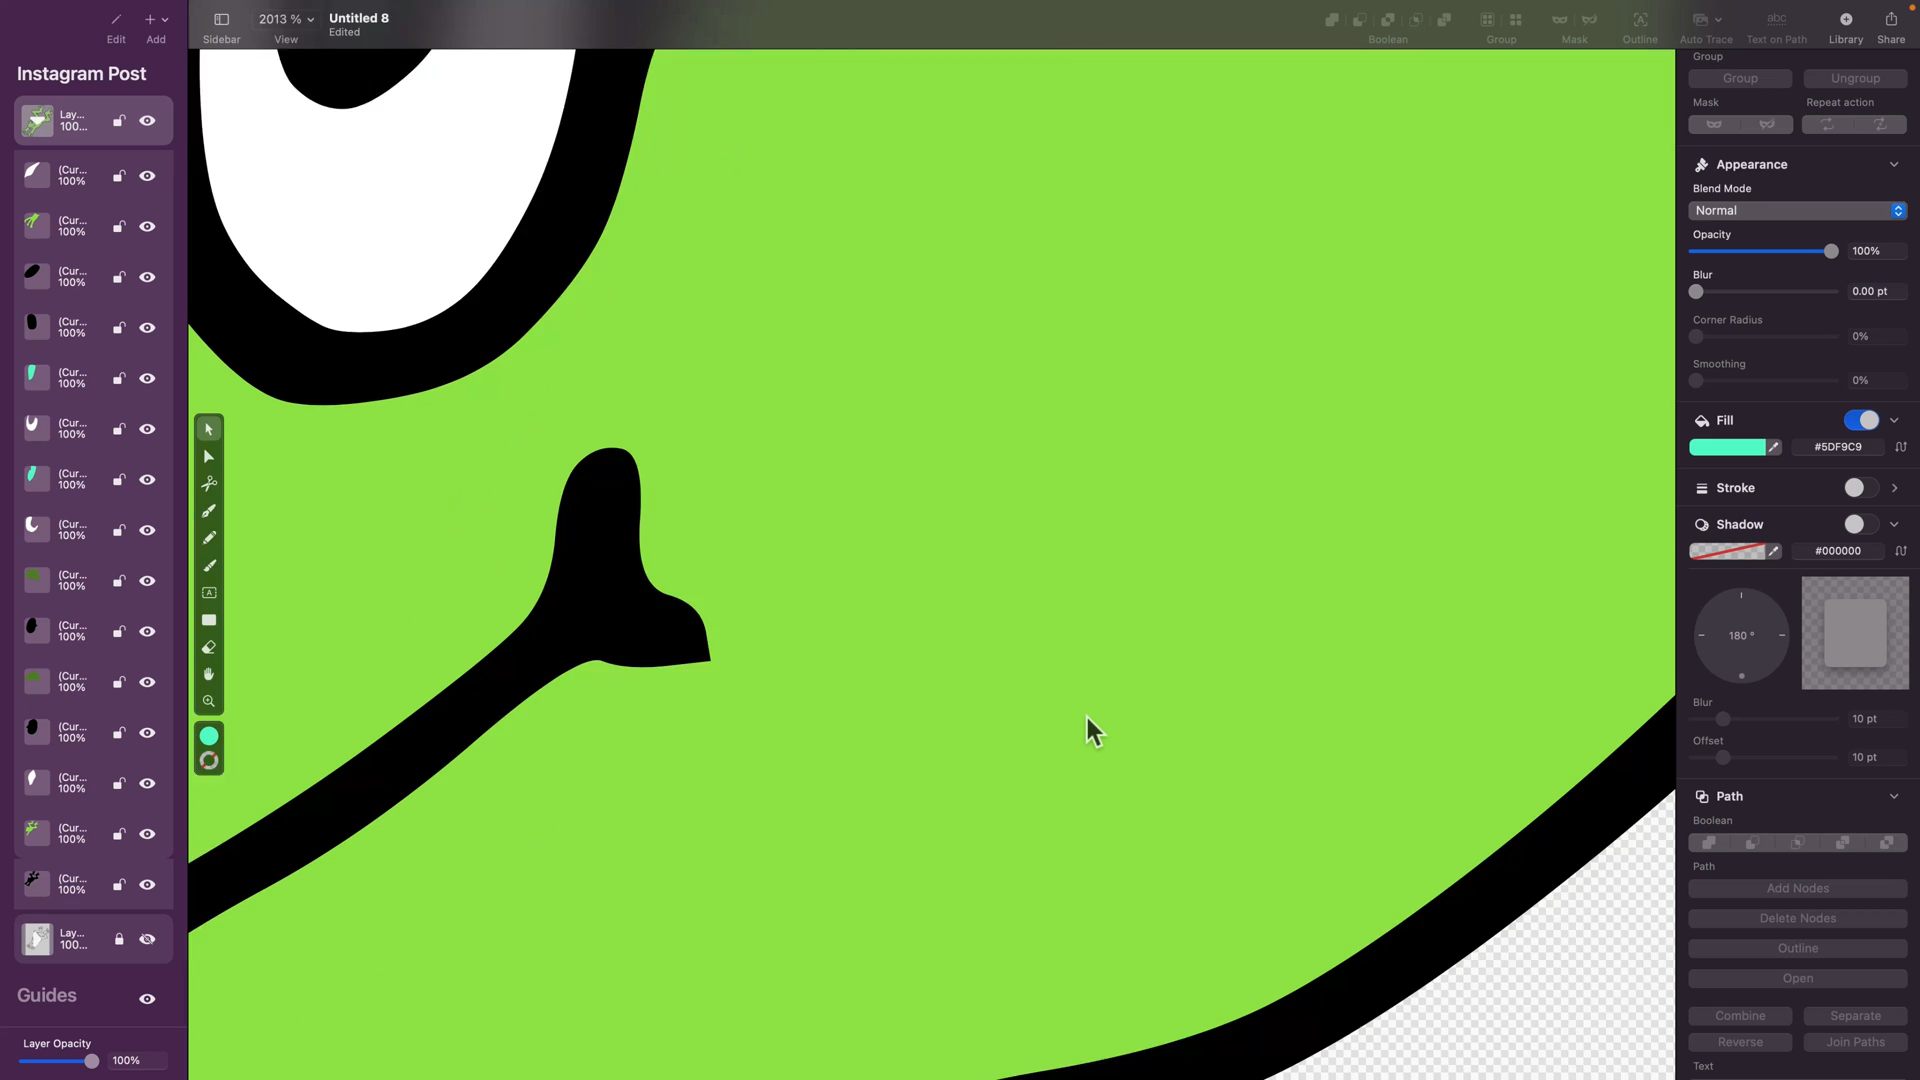 Edit
Add
Sidebar
2013 %
View
Untitled 8
Edited
Boolean
Group
Mask
Outline
Auto Trace
abc
Text on Path
Library
Share
Instagram Post
Lay...
100...
(Cur...
100%
(Cur...
100%
(Cur...
100%
(Cur...
100%
(Cur...
100%
(Cur...
100%
(Cur...
100%
(Cur...
100%
(Cur...
100%
(Cur...
100%
(Cur...
100%
(Cur...
100%
(Cur...
100%
(Cur...
100%
(Cur...
100%
Lay...
100...
Guides
Layer Opacity
100%
A
A
Group
Group
Ungroup
Mask
Repeat action
Appearance
Blend Mode
Normal
Opacity
100%
Blur
0.00 pt
Corner Radius
0%
Smoothing
0%
Fill
#5DF9C9
Stroke
Shadow
#000000
180 °
Blur
10 pt
Offset
10 pt
Path
Boolean
Path
Add Nodes
Delete Nodes
Outline
Open
Combine
Separate
Reverse
Join Paths
Text